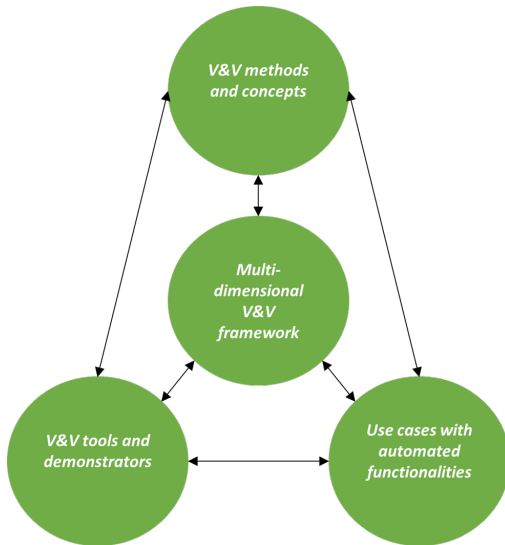 V&V methods
and concepts
Multi-
dimensional
V&V
framework
V&V tools and
demonstrators
Use cases with
automated
functionalities